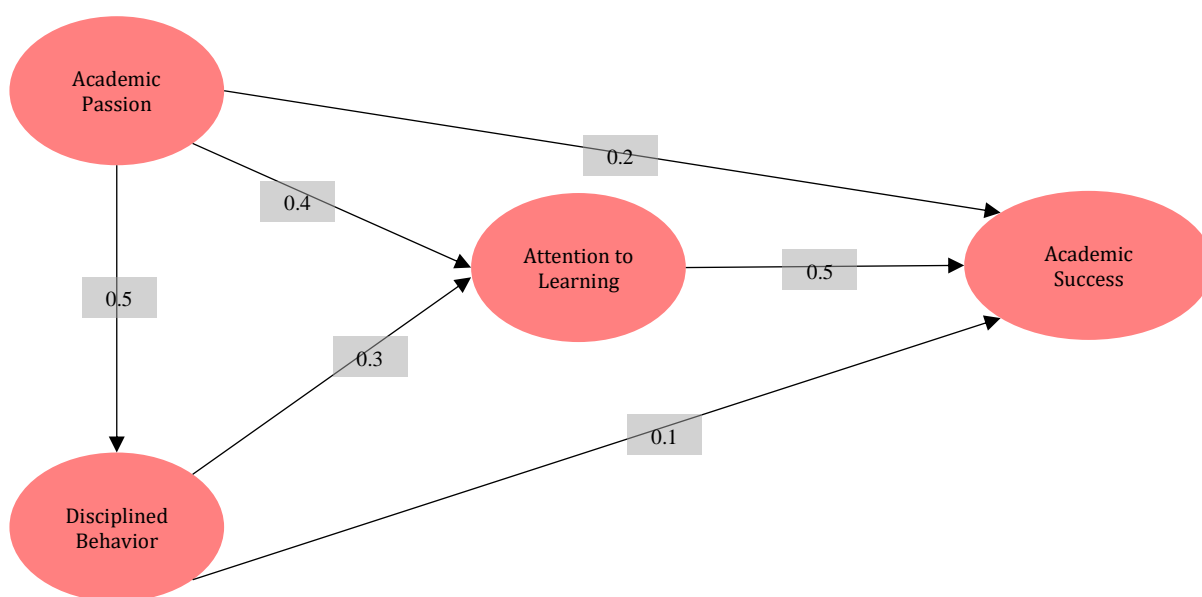 Academic
Passion
0.2
0.4
Attention to
Learning
Academic
Success
0.5
0.5
0.3
0.1
Disciplined
Behavior